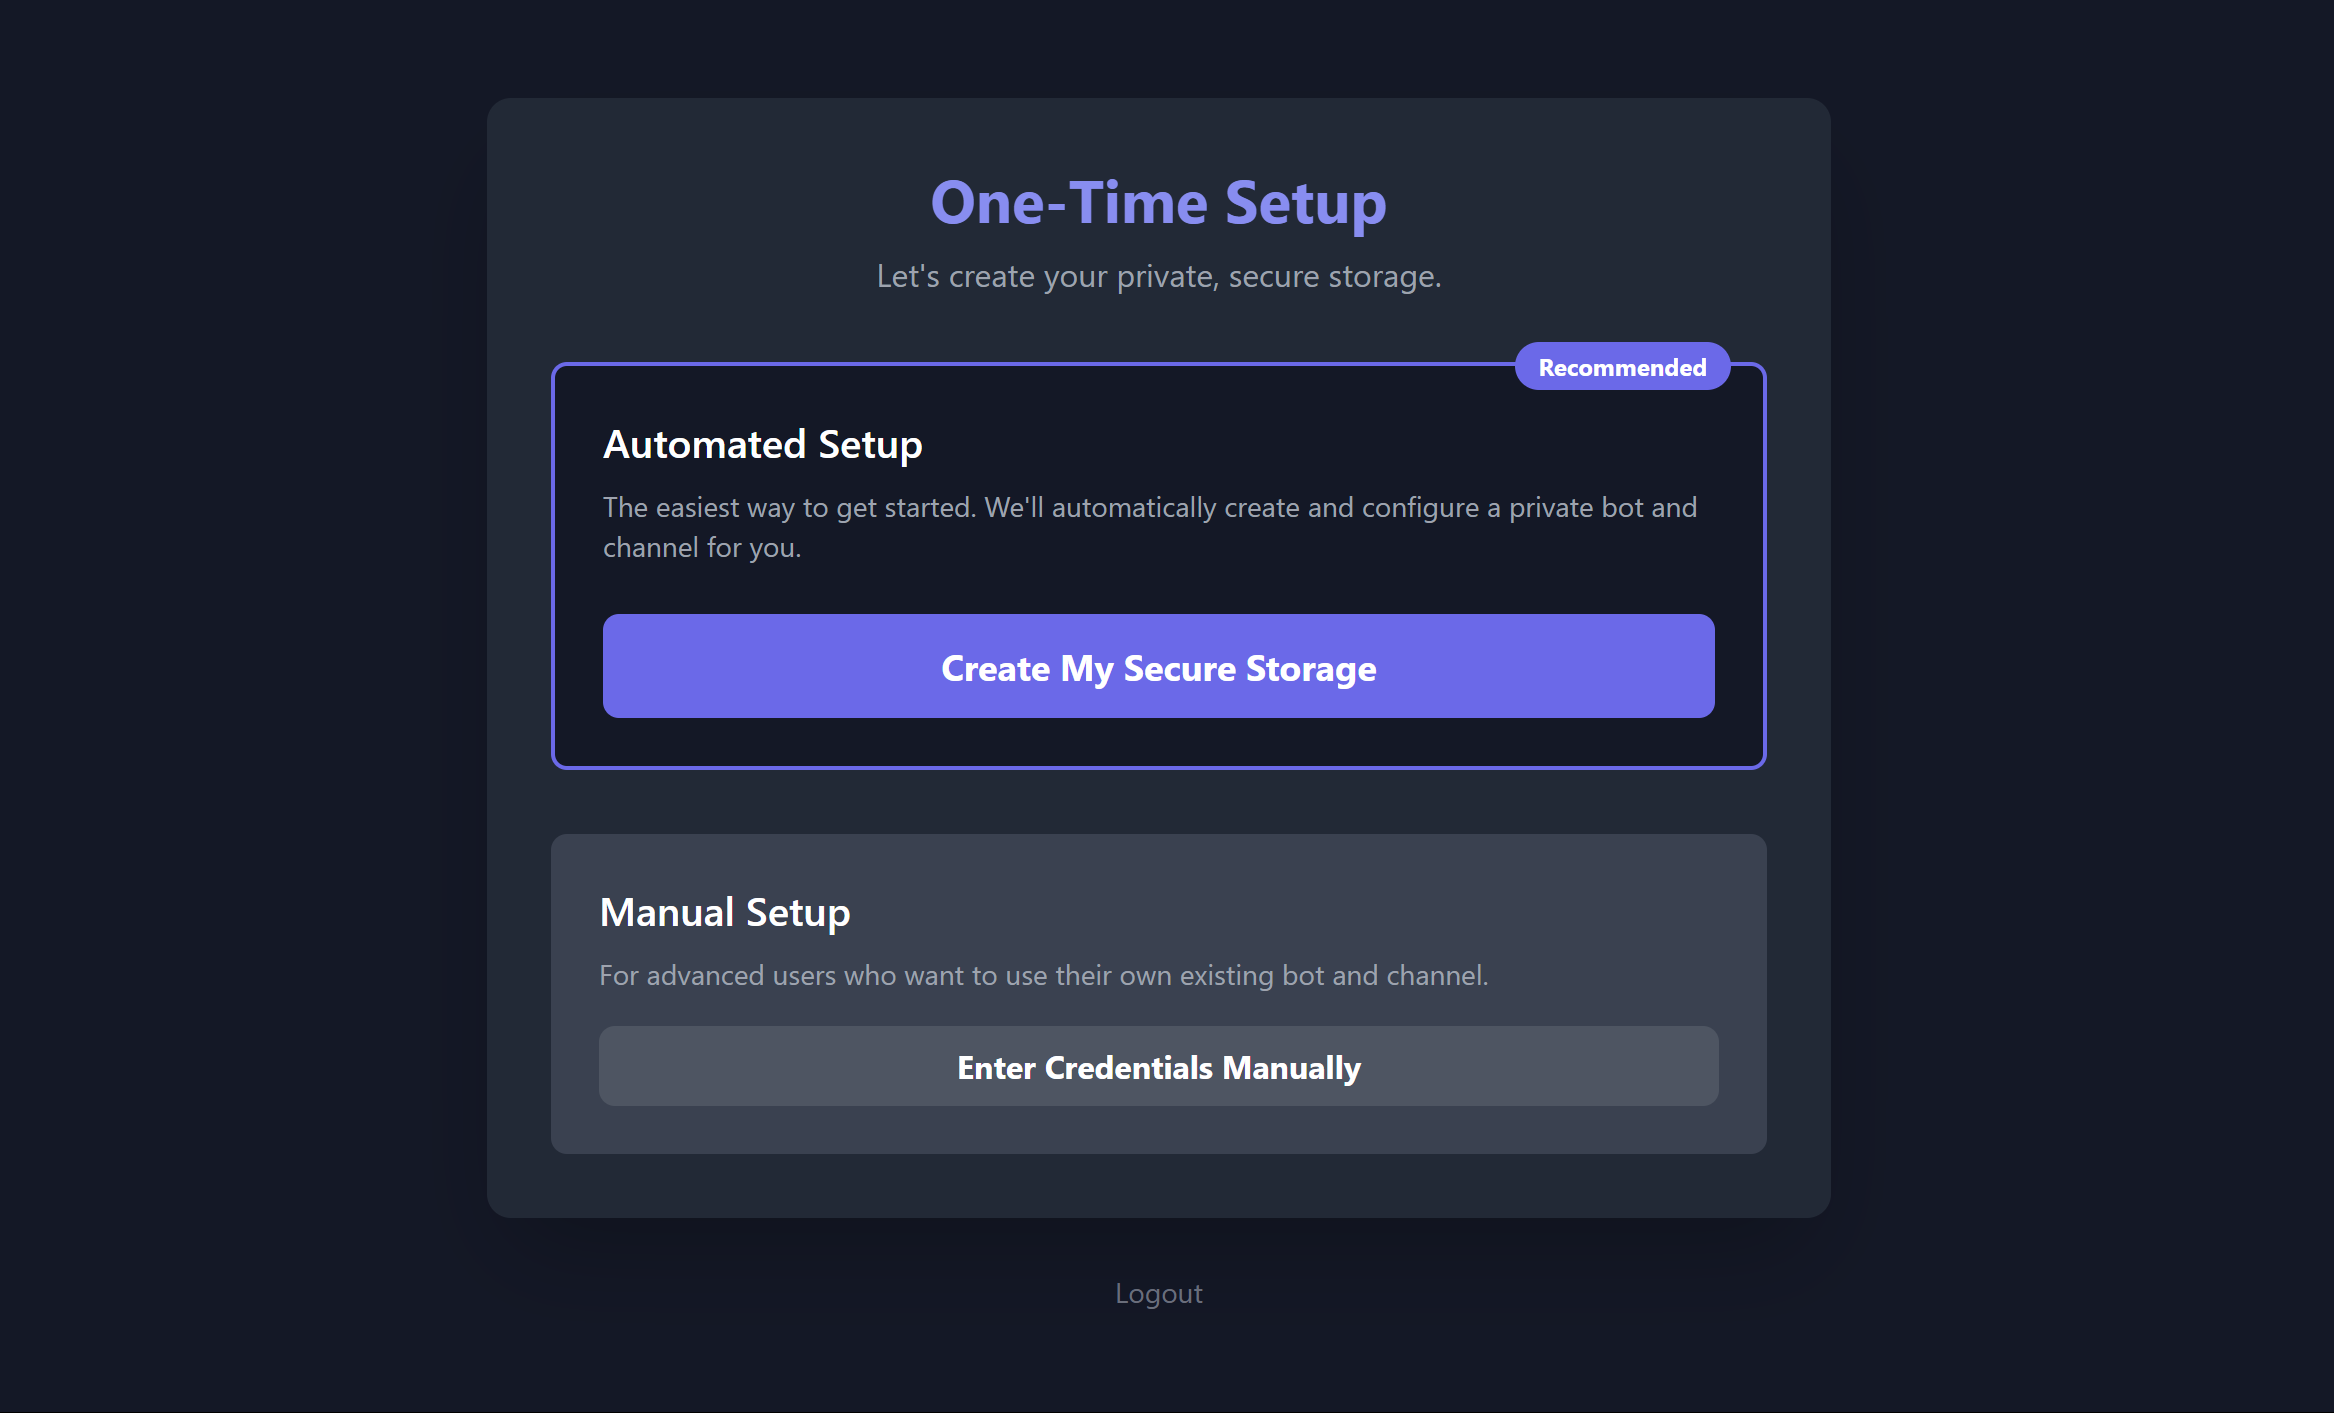 One-Time Setup
Let's create your private, secure storage.
Recommended
Automated Setup
The easiest way to get started. We'll automatically create and configure a private bot and
channel for you.
Create My Secure Storage
Manual Setup
For advanced users who want to use their own existing bot and channel.
Enter Credentials Manually
Logout